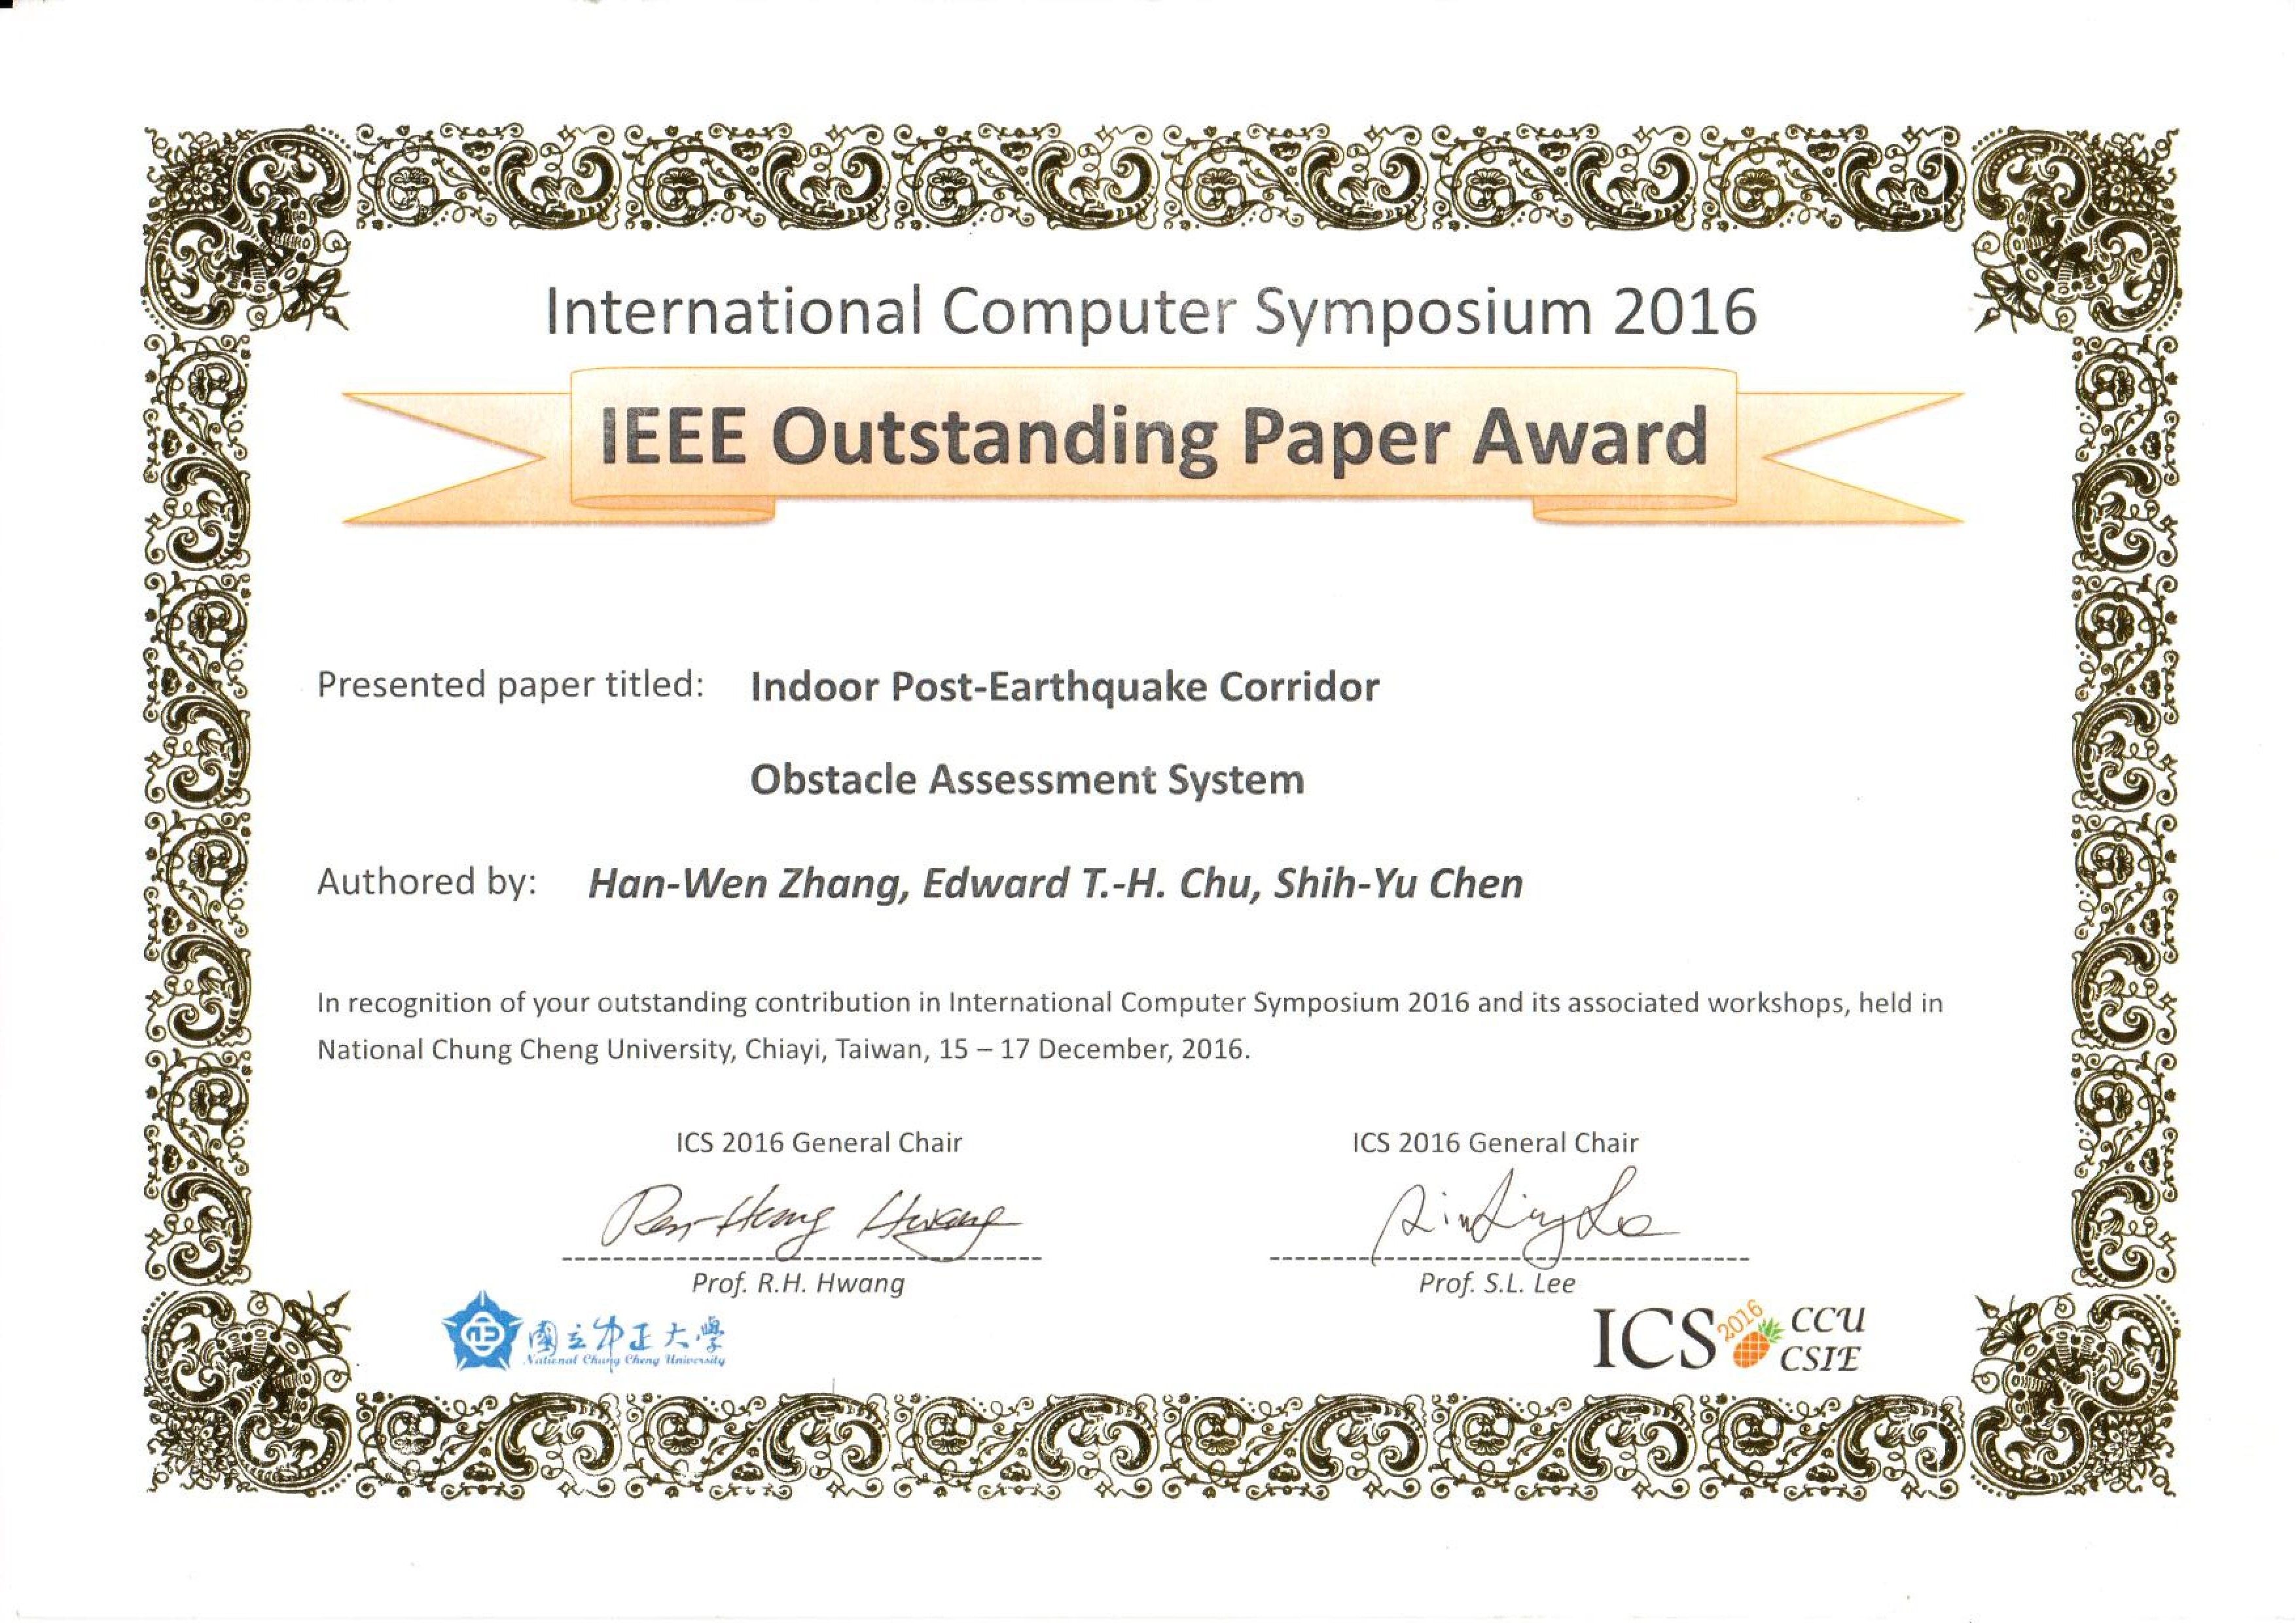 International Computer Symposium 2016
IEEE Outstanding Paper Award
Presented paper titled: Indoor Post-Earthquake Corridor
Obstacle Assessment System
Authored by: Han-Wen Zhang, Edward T.-H. Chu, Shih-Yu Chen
In recognition of your outstanding contribution in International Computer Symposium 2016 and its associated workshops, held in
National Chung Cheng University, Chiayi, Taiwan, 15 – 17 December, 2016.
ICS 2016 General Chair
Ren-Hung Hwang
Prof. R.H. Hwang
ICS 2016 General Chair
Prof. S.L. Lee
國立中正大學
National Chung Cheng University
ICS 2016 CCU
CSIE